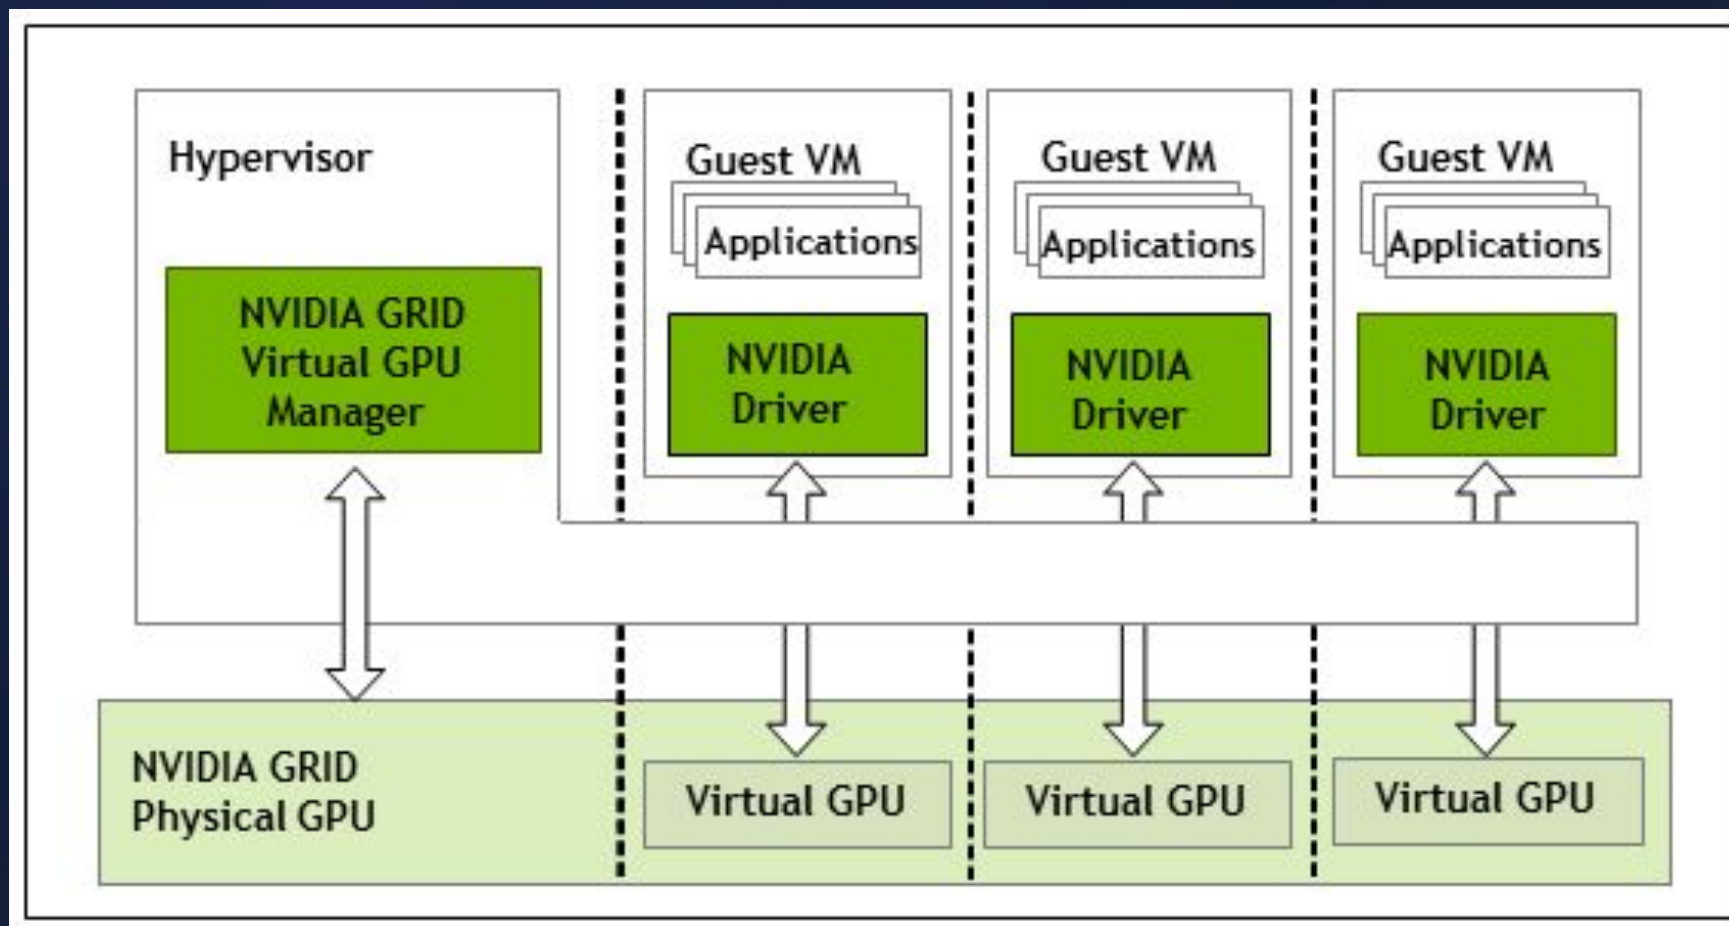 Hypervisor
NVIDIA GRID
Virtual GPU
Manager
Guest VM
Applications
NVIDIA
Driver
Guest VM
Applications
NVIDIA
Driver
Guest VM
Applications
NVIDIA
Driver
NVIDIA GRID
Physical GPU
Virtual GPU
Virtual GPU
Virtual GPU